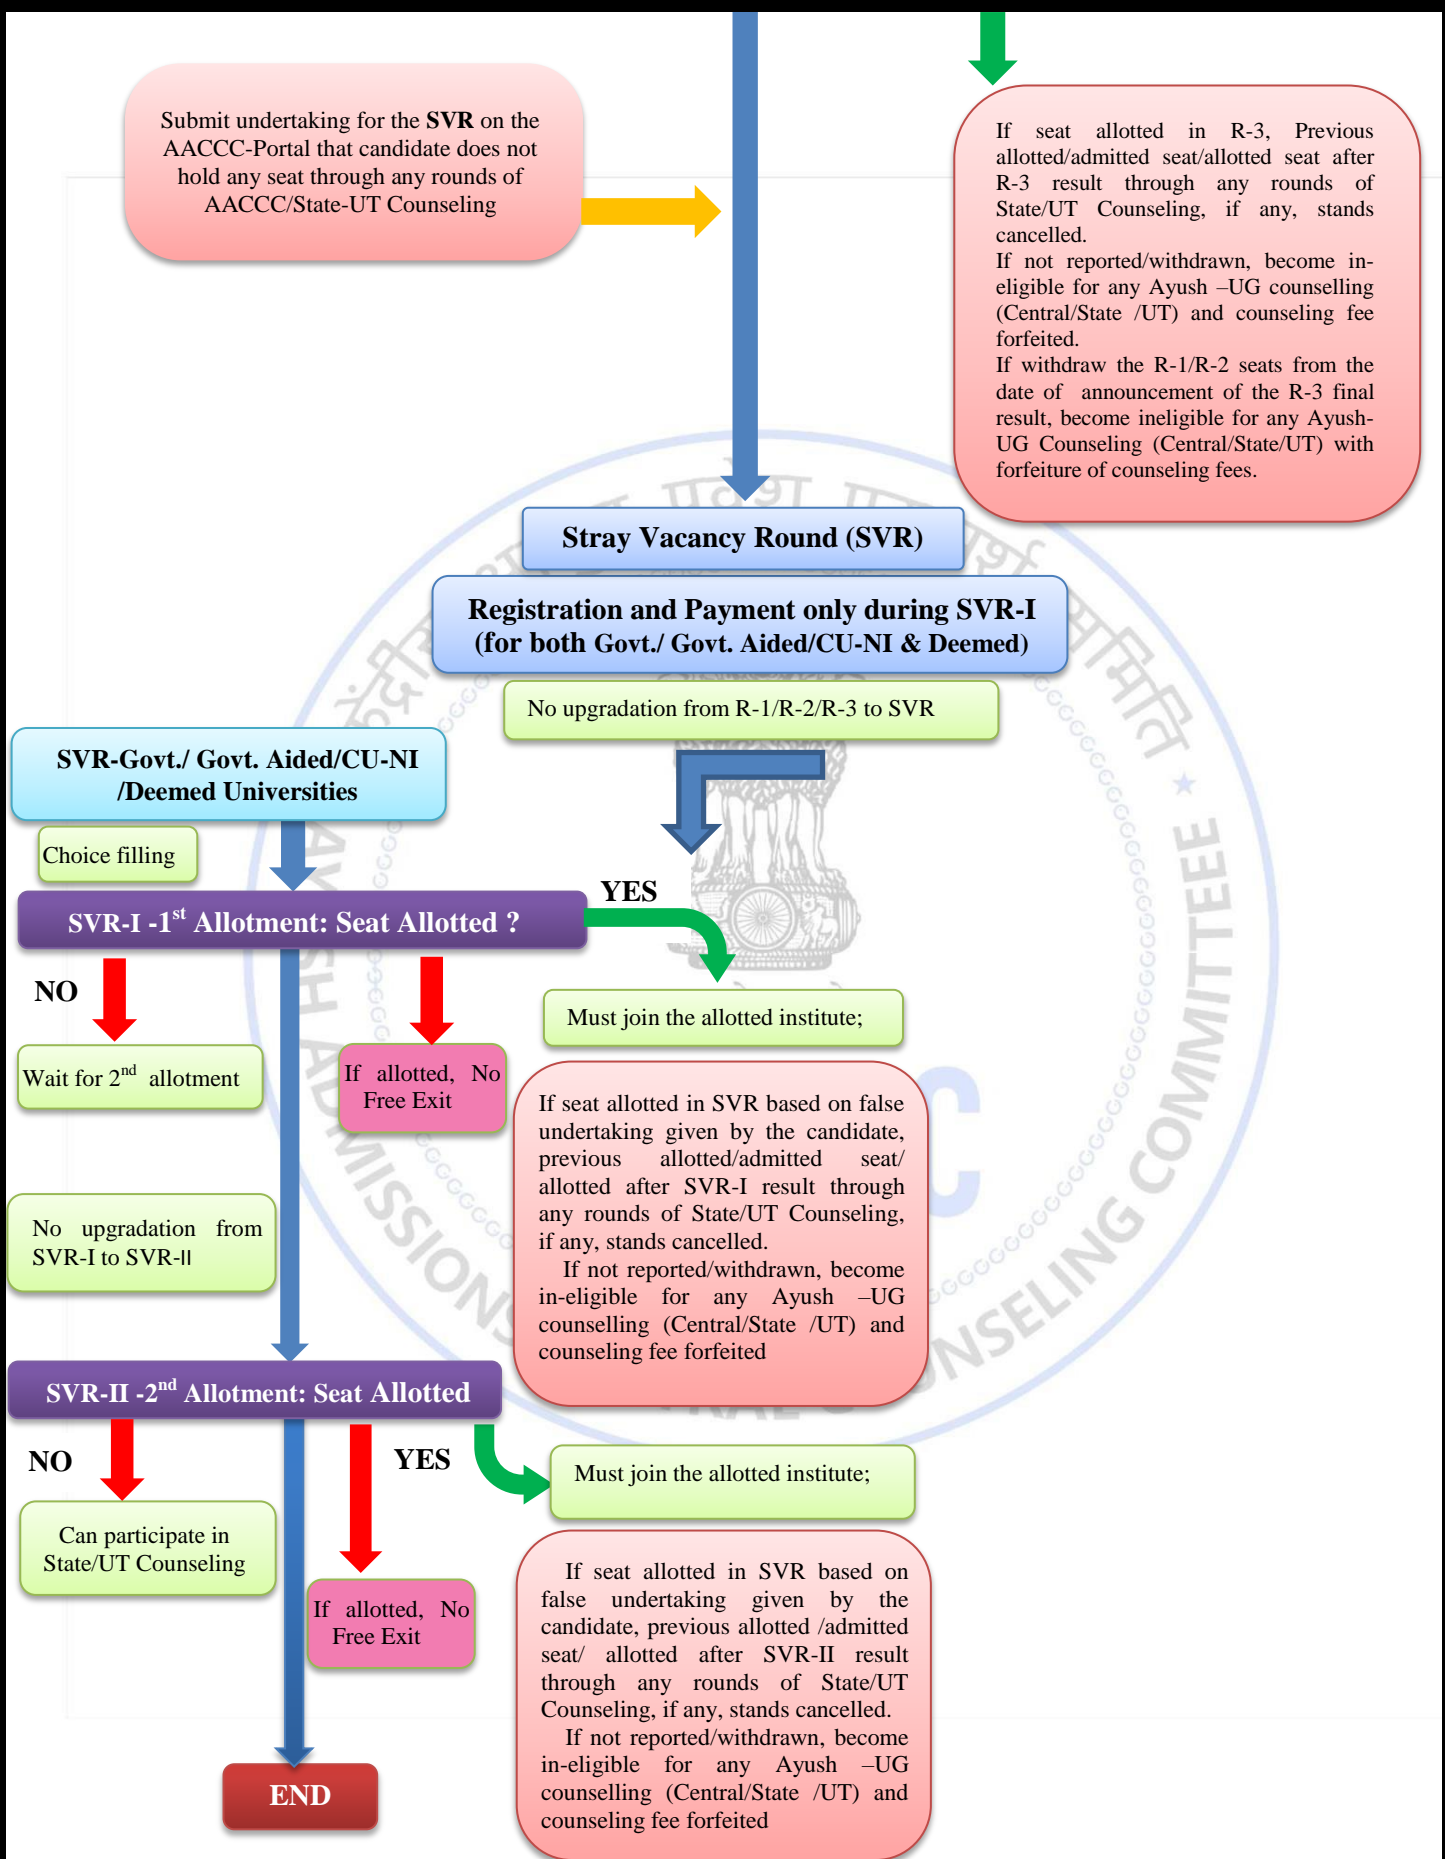 Submit undertaking for the SVR on the
AACCC-Portal that candidate does not
hold any seat through any rounds of
AACCC/State-UT Counseling
If seat allotted in R-3, Previous
allotted/admitted seat/allotted seat after
R-3 result through any rounds of
State/UT Counseling, if any, stands
cancelled.
If not reported/withdrawn, become in-
eligible for any Ayush –UG counselling
(Central/State /UT) and counseling fee
forfeited.
If withdraw the R-1/R-2 seats from the
date of announcement of the R-3 final
result, become ineligible for any Ayush-
UG Counseling (Central/State/UT) with
forfeiture of counseling fees.
Stray Vacancy Round (SVR)
Registration and Payment only during SVR-I
(for both Govt./ Govt. Aided/CU-NI & Deemed)
No upgradation from R-1/R-2/R-3 to SVR
SVR-Govt./ Govt. Aided/CU-NI
/Deemed Universities
Choice filling
SVR-I -1st Allotment: Seat Allotted ?
YES
NO
Must join the allotted institute;
Wait for 2nd allotment
If allotted, No
Free Exit
If seat allotted in SVR based on false
undertaking given by the candidate,
previous allotted/admitted seat/
allotted after SVR-I result through
any rounds of State/UT Counseling,
if any, stands cancelled.
If not reported/withdrawn, become
in-eligible for any Ayush –UG
counselling (Central/State /UT) and
counseling fee forfeited
No upgradation from
SVR-I to SVR-II
SVR-II -2nd Allotment: Seat Allotted
NO
YES
Must join the allotted institute;
Can participate in
State/UT Counseling
If allotted, No
Free Exit
If seat allotted in SVR based on
false undertaking given by the
candidate, previous allotted /admitted
seat/ allotted after SVR-II result
through any rounds of State/UT
Counseling, if any, stands cancelled.
If not reported/withdrawn, become
in-eligible for any Ayush –UG
counselling (Central/State /UT) and
counseling fee forfeited
END